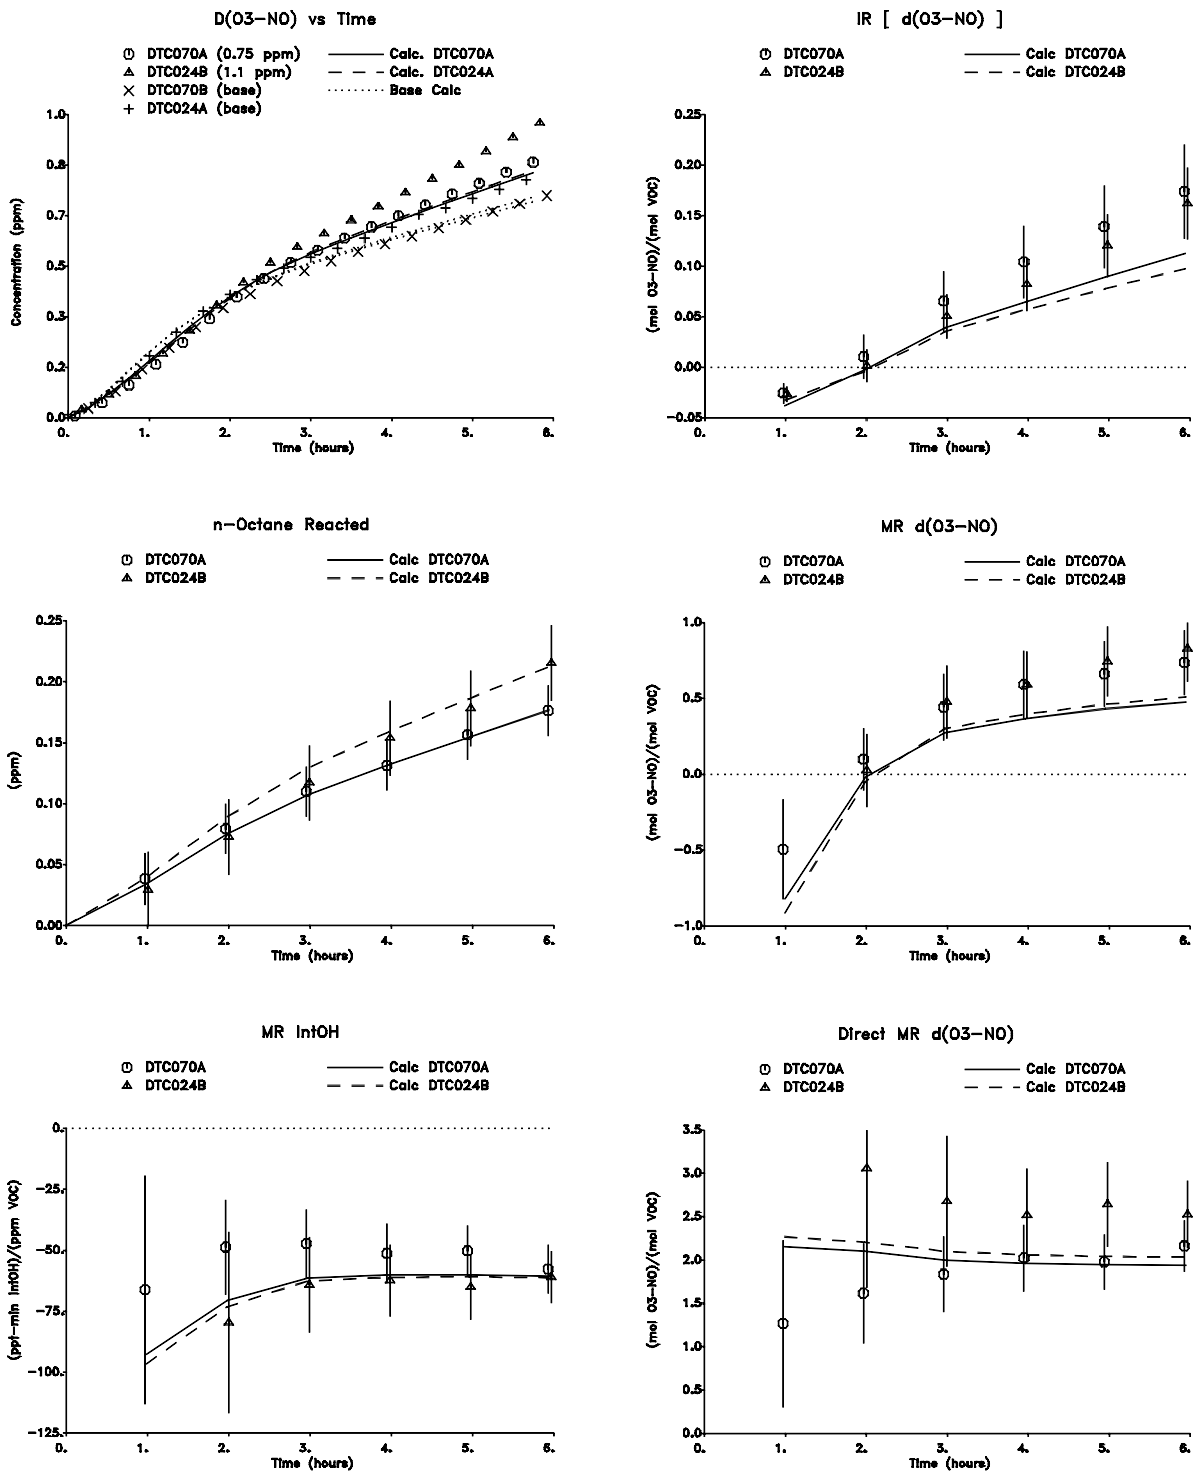 D(O3-NO) vs Time
DTC070A (0.75 ppm)
DTC024B (1.1 ppm)
DTC070B (base)
DTC024A (base)
Calc. DTC070A
Calc. DTC024A
Base Calc
1.0
0.8
0.7
0.5
0.3
0.2
0.0
Concentration (ppm)
0. 1. 2. 3. 4. 5. 6.
Time (hours)
IR [ d(O3-NO) ]
DTC070A
DTC024B
Calc DTC070A
Calc DTC024B
0.25
0.20
0.15
0.10
0.05
0.00
-0.05
(mol O3-NO)/(mol VOC)
0. 1. 2. 3. 4. 5. 6.
Time (hours)
n-Octane Reacted
DTC070A
DTC024B
Calc DTC070A
Calc DTC024B
0.25
0.20
0.15
0.10
0.05
0.00
(ppm)
0. 1. 2. 3. 4. 5. 6.
Time (hours)
MR d(O3-NO)
DTC070A
DTC024B
Calc DTC070A
Calc DTC024B
1.0
0.5
0.0
-0.5
-1.0
(mol O3-NO)/(mol VOC)
0. 1. 2. 3. 4. 5. 6.
Time (hours)
MR IntOH
DTC070A
DTC024B
Calc DTC070A
Calc DTC024B
0.
-25.
-50.
-75.
-100.
-125.
(ppt-min IntOH)/(ppm VOC)
0. 1. 2. 3. 4. 5. 6.
Time (hours)
Direct MR d(O3-NO)
DTC070A
DTC024B
Calc DTC070A
Calc DTC024B
3.5
3.0
2.5
2.0
1.5
1.0
0.5
0.0
(mol O3-NO)/(mol VOC)
0. 1. 2. 3. 4. 5. 6.
Time (hours)